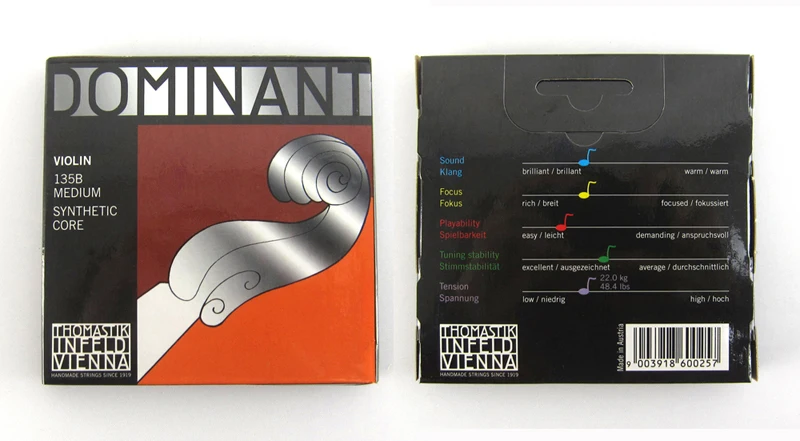 DOMINANT
VIOLIN
135B
MEDIUM
SYNTHETIC
CORE
THOMASTIK
INFELD
VIENNA
HANDMADE STRINGS SINCE 1919
Sound
Klang
brilliant / brillant
warm / warm
Focus
Fokus
rich / breit
focused / fokussiert
Playability
Spielbarkeit
easy / leicht
demanding / anspruchsvoll
Tuning stability
Stimmstabilität
excellent / ausgezeichnet
average / durchschnittlich
Tension
Spannung
22.0 kg
48.4 lbs
low / niedrig
high / hoch
THOMASTIK
INFELD
VIENNA
HANDMADE STRINGS SINCE 1919
Made in Austria
9 003918 600257